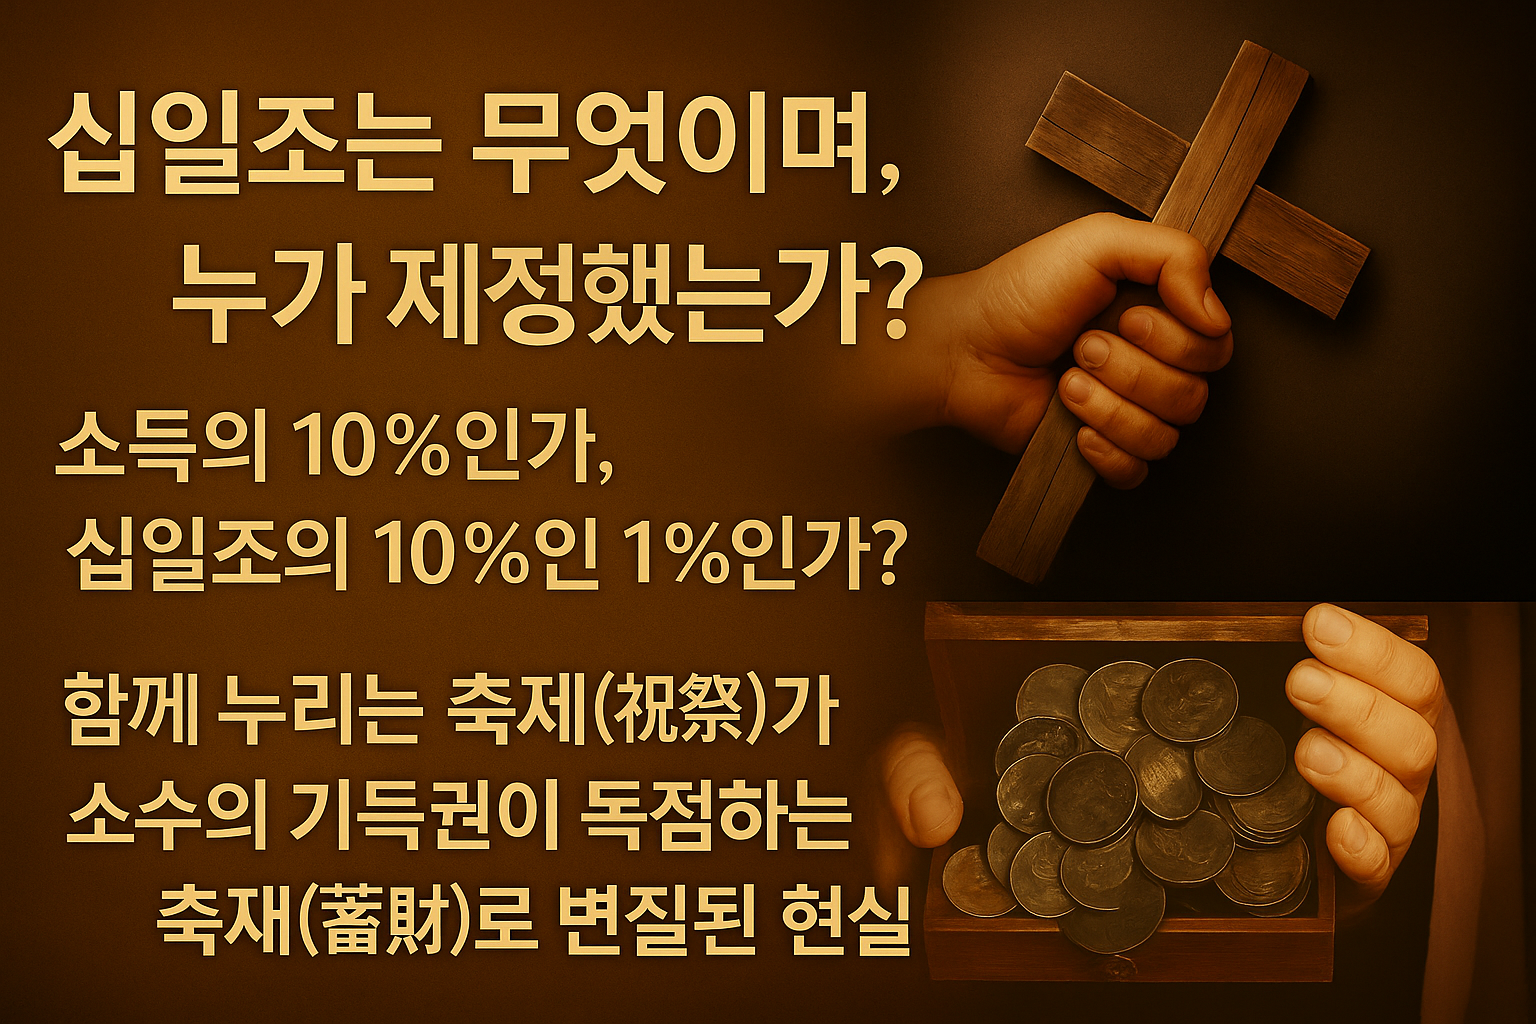 십일조는 무엇이며,
누가 제정했는가?
소득의 10%인가,
십일조의 10%인 1%인가?
함께 누리는 축제(祝祭)가
소수의 기득권이 독점하는
축재(蓄財)로 변질된 현실